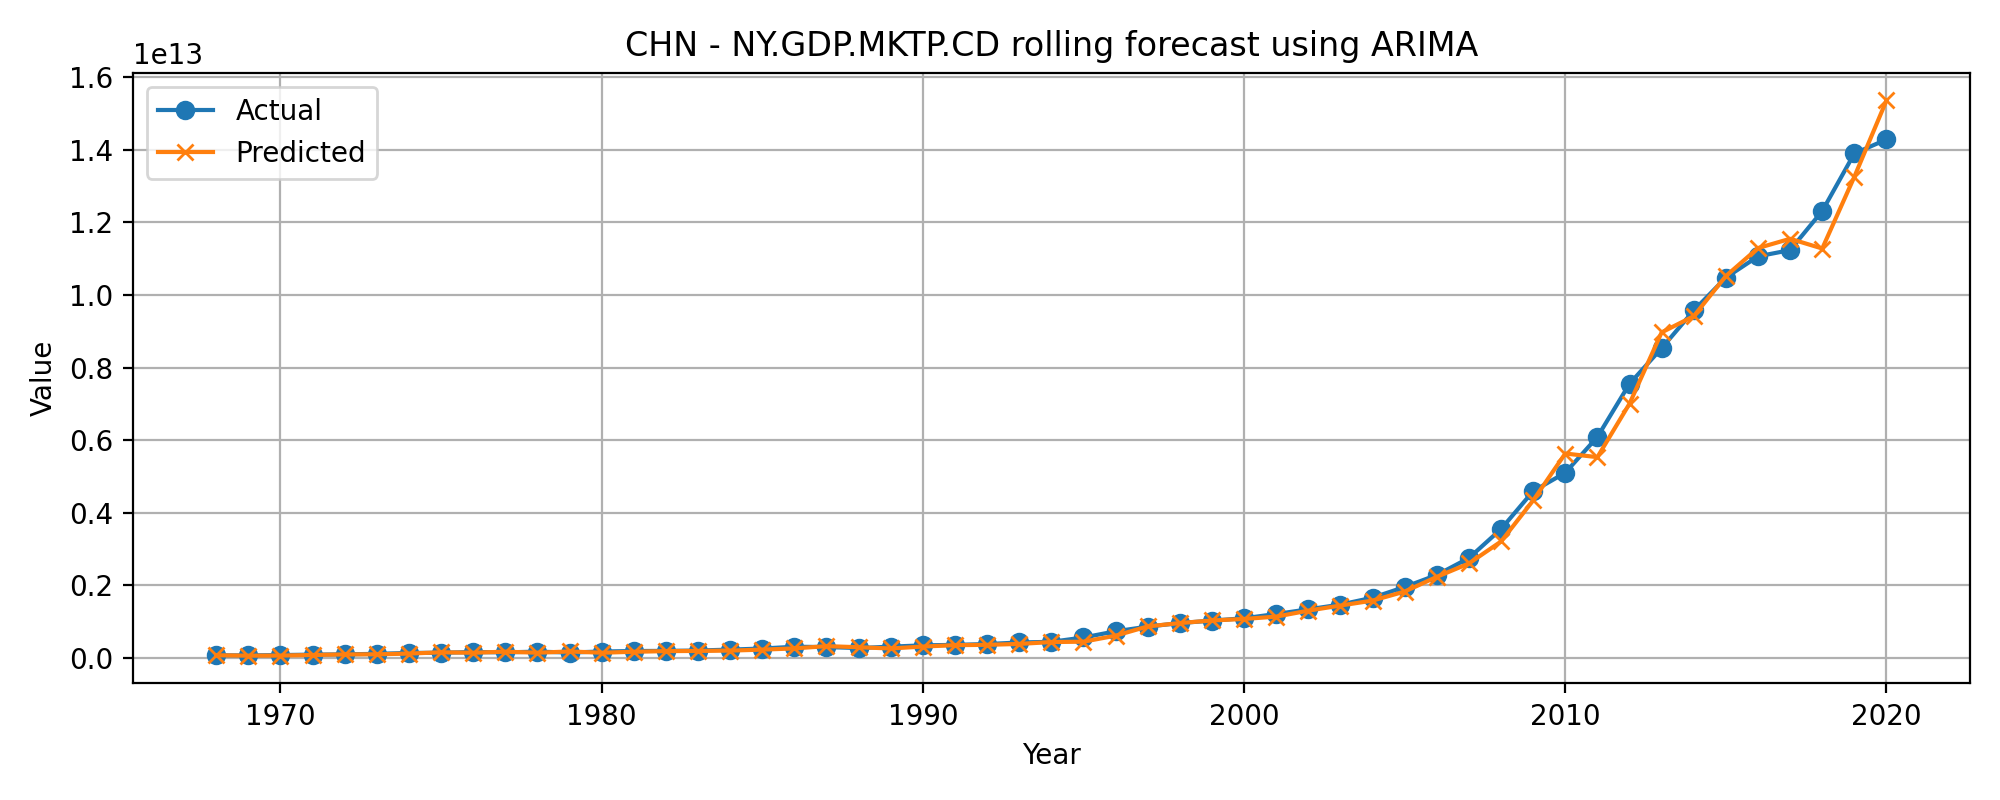 CHN - NY.GDP.MKTP.CD rolling forecast using ARIMA
1e13
1.6
1.4
1.2
1.0
0.8
0.6
0.4
0.2
0.0
Value
Actual
Predicted
1970 1980 1990 2000 2010 2020
Year